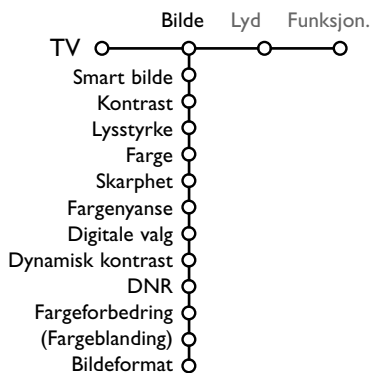 Bilde Lyd Funksjon.
TV
Smart bilde
Kontrast
Lysstyrke
Farge
Skarphet
Fargenyanse
Digitale valg
Dynamisk kontrast
DNR
Fargeforbedring
(Fargeblanding)
Bildeformat